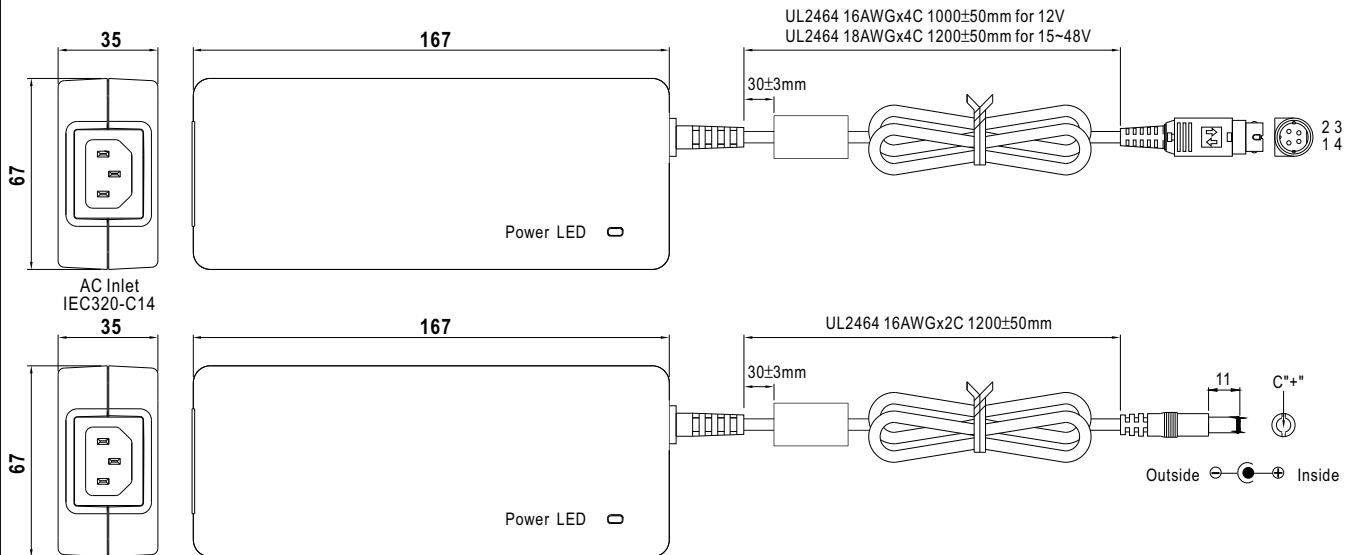 UL2464 16AWGx4C 1000±50mm for 12V
UL2464 18AWGx4C 1200±50mm for 15~48V
35
167
30±3mm
67
2 3
1 4
Power LED
AC Inlet
IEC320-C14
35
167
UL2464 16AWGx2C 1200±50mm
30±3mm
11
C"+"
67
Outside
Inside
Power LED